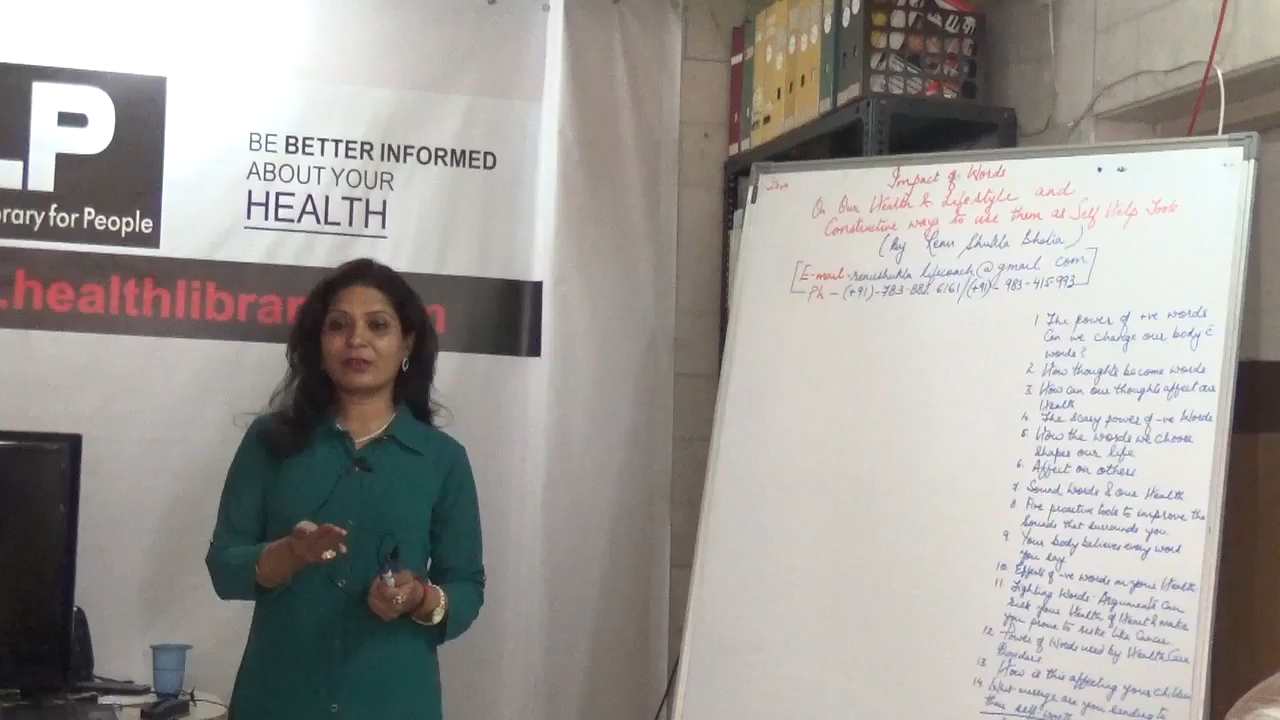 LP
rary for People
BE BETTER INFORMED
ABOUT YOUR
HEALTH
.healthlibra m
Impact of Words
On Our Health & Lifestyle and
Constructive ways to use them as Self Help Tools
(By Renu Shukla Bhatia)
[E-mail-renushukla.lifecoach@gmail.com
Ph - (+91)-783-881-6161/(+91)-983-415-993]
1 The power of +ve words
Can we change our body c̄
words?
2. How thoughts become words
3. How can our thoughts affect our
Health
4. The scary power of -ve Words
5. How the words we choose
shapes our life
6. Affect on others
7. Sound Words & our Health
8. Five proactive tools to improve the
sounds that surrounds you
9. Your body believes every word
you say
10. Effects of -ve words on your Health
11. Fighting Words - Arguments Can
risk your Health of Heart & make
you prone to risks like Cancer
12. Power of Words used by Health Care
Providers
13. How is this affecting your children
14. What message are you sending to
their self worth